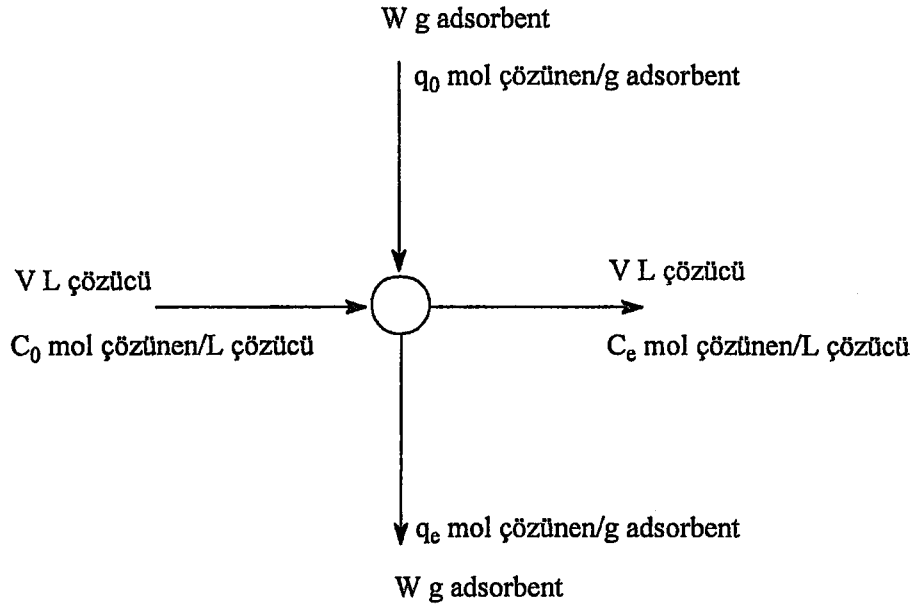 W g adsorbent
q0 mol çözünen/g adsorbent
V L çözücü
C0 mol çözünen/L çözücü
V L çözücü
Ce mol çözünen/L çözücü
qe mol çözünen/g adsorbent
W g adsorbent